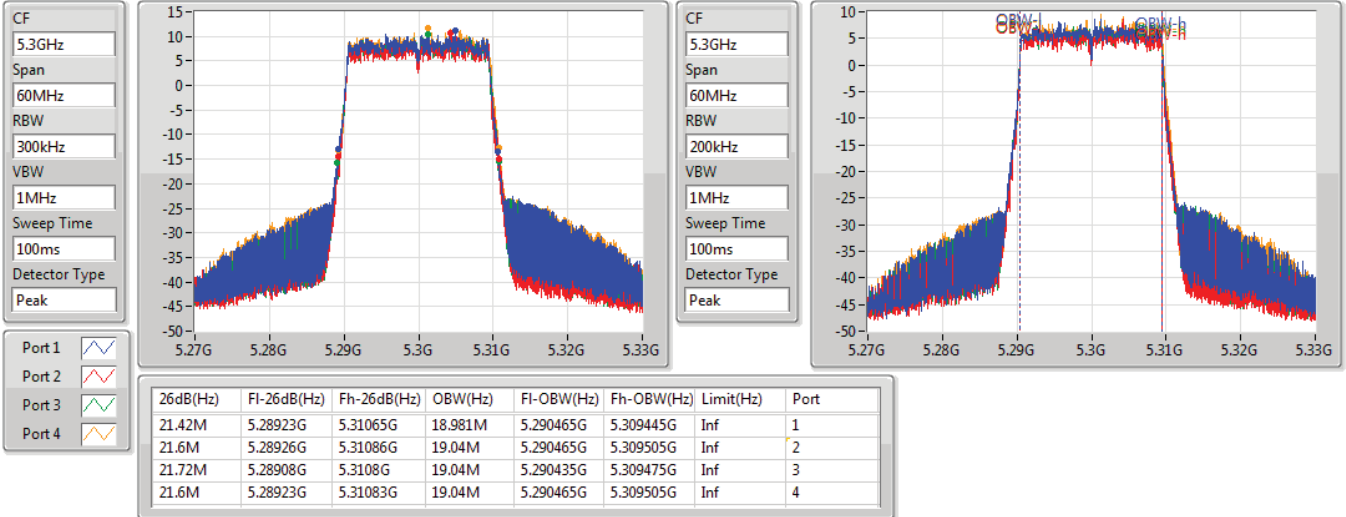 CF
5.3GHz
Span
60MHz
RBW
300kHz
VBW
1MHz
Sweep Time
100ms
Detector Type
Peak
15
10
5
0
-5
-10
-15
-20
-25
-30
-35
-40
-45
-50
5.27G 5.28G 5.29G 5.3G 5.31G 5.32G 5.33G
CF
5.3GHz
Span
60MHz
RBW
200kHz
VBW
1MHz
Sweep Time
100ms
Detector Type
Peak
10
5
0
-5
-10
-15
-20
-25
-30
-35
-40
-45
-50
OBW-l OBW-h
5.27G 5.28G 5.29G 5.3G 5.31G 5.32G 5.33G
Port 1
Port 2
Port 3
Port 4
26dB(Hz) Fl-26dB(Hz) Fh-26dB(Hz) OBW(Hz) Fl-OBW(Hz) Fh-OBW(Hz) Limit(Hz) Port
21.42M 5.28923G 5.31065G 18.981M 5.290465G 5.309445G Inf 1
21.6M 5.28926G 5.31086G 19.04M 5.290465G 5.309505G Inf 2
21.72M 5.28908G 5.3108G 19.04M 5.290435G 5.309475G Inf 3
21.6M 5.28923G 5.31083G 19.04M 5.290465G 5.309505G Inf 4